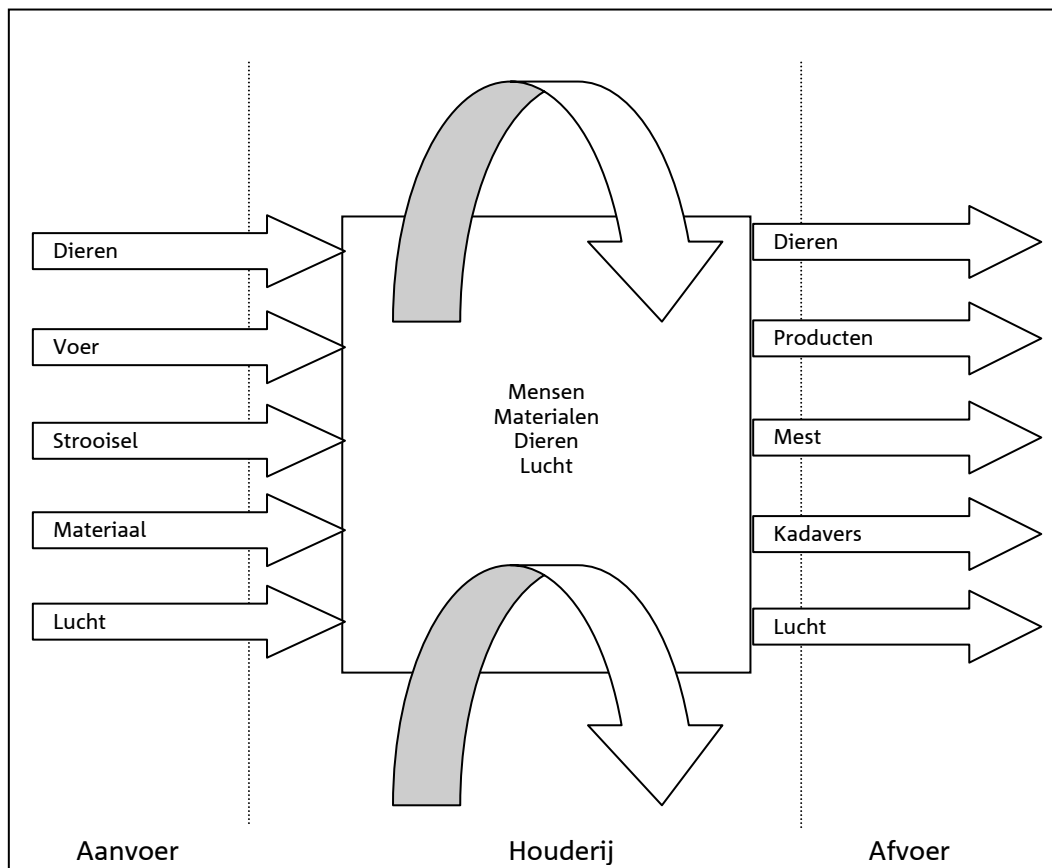 Dieren
Voer
Strooisel
Materiaal
Lucht
Mensen
Materialen
Dieren
Lucht
Dieren
Producten
Mest
Kadavers
Lucht
Aanvoer
Houderij
Afvoer